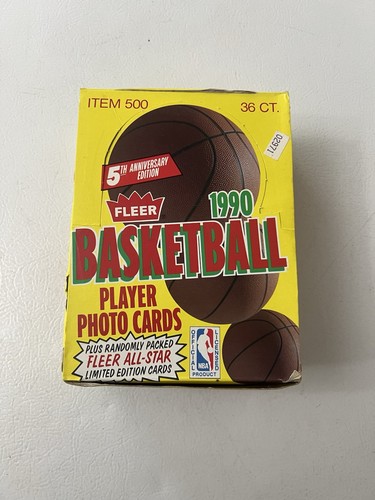 ITEM 500
36 CT.
02971
5TH ANNIVERSARY
EDITION
FLEER
1990
BASKETBALL
PLAYER
PHOTO CARDS
PLUS RANDOMLY PACKED
FLEER ALL-STAR
LIMITED EDITION CARDS
OFFICIAL
LICENSED
NBA
PRODUCT